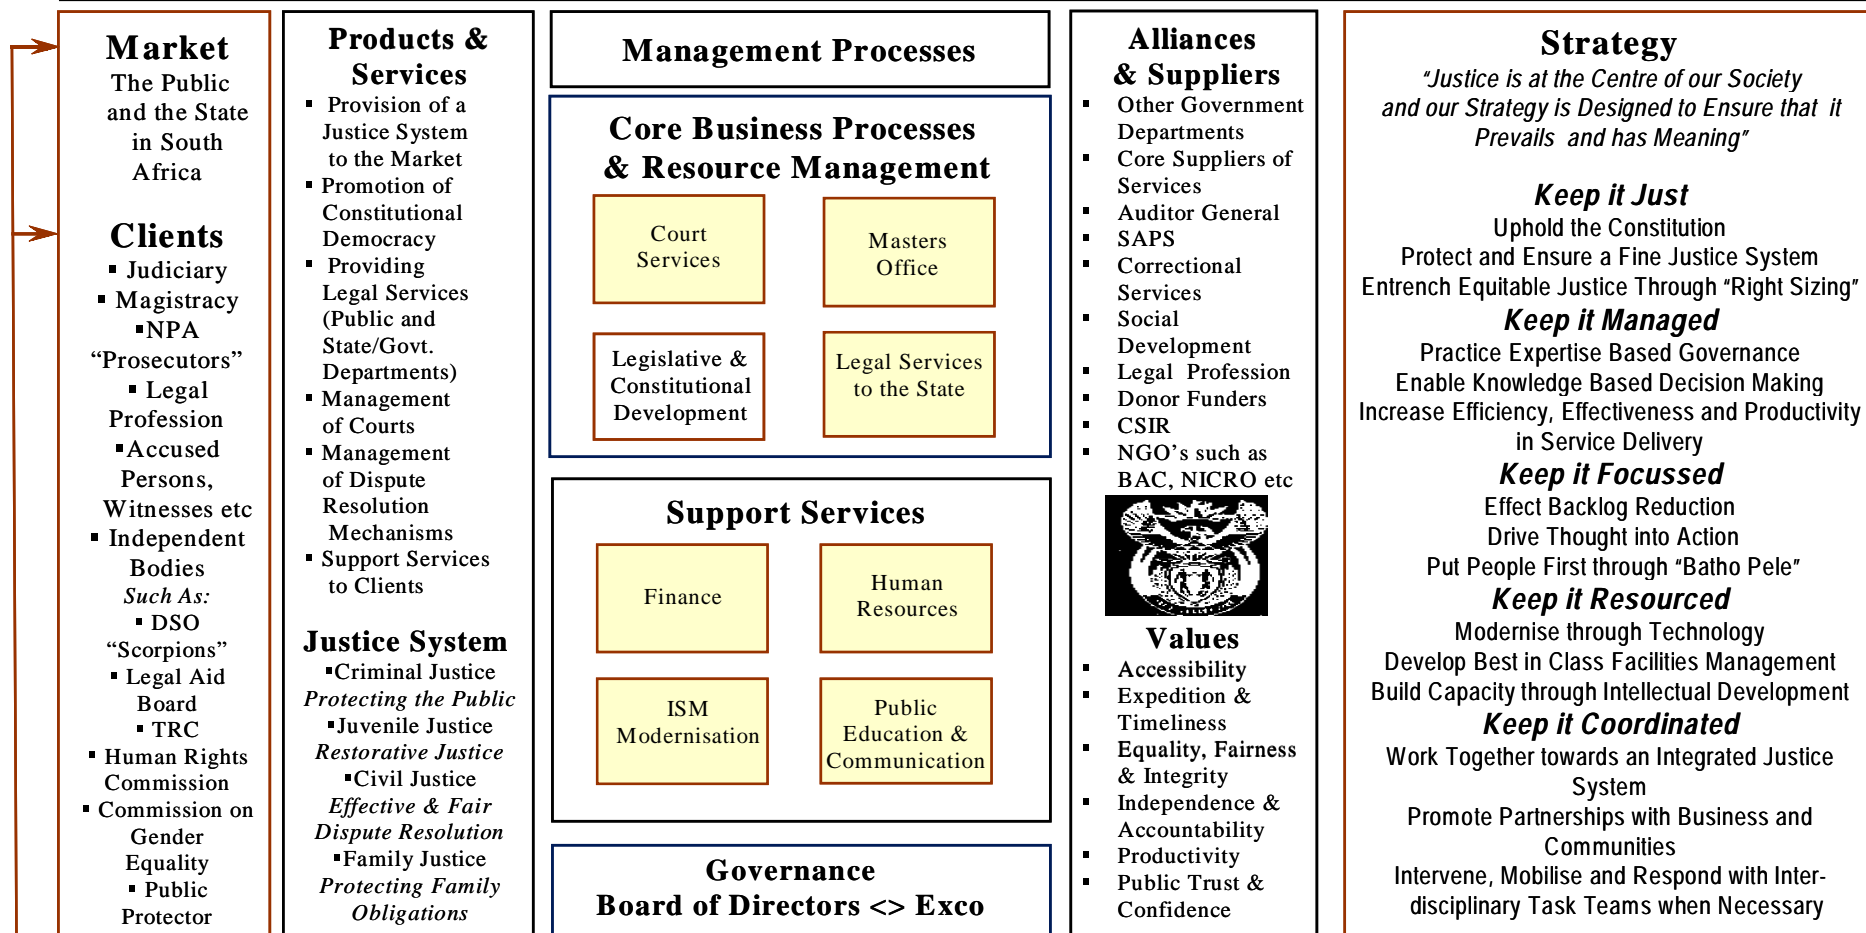 Market
The Public
and the State
in South
Africa
Clients
▪ Judiciary
▪ Magistracy
▪NPA
“Prosecutors”
▪ Legal
Profession
▪Accused
Persons,
Witnesses etc
▪ Independent
Bodies
Such As:
▪ DSO
“Scorpions”
▪ Legal Aid
Board
▪ TRC
▪ Human Rights
Commission
▪ Commission on
Gender
Equality
▪ Public
Protector
Products &
Services
▪ Provision of a
Justice System
to the Market
▪ Promotion of
Constitutional
Democracy
▪ Providing
Legal Services
(Public and
State/Govt.
Departments)
▪ Management
of Courts
▪ Management
of Dispute
Resolution
Mechanisms
▪ Support Services
to Clients
Justice System
▪Criminal Justice
Protecting the Public
▪Juvenile Justice
Restorative Justice
▪Civil Justice
Effective & Fair
Dispute Resolution
▪Family Justice
Protecting Family
Obligations
Management Processes
Core Business Processes
& Resource Management
Court
Services
Masters
Office
Legislative &
Constitutional
Development
Legal Services
to the State
Support Services
Finance
Human
Resources
ISM
Modernisation
Public
Education &
Communication
Governance
Board of Directors <> Exco
Alliances
& Suppliers
▪ Other Government
Departments
▪ Core Suppliers of
Services
▪ Auditor General
▪ SAPS
▪ Correctional
Services
▪ Social
Development
▪ Legal Profession
▪ Donor Funders
▪ CSIR
▪ NGO’s such as
BAC, NICRO etc
Values
▪ Accessibility
▪ Expedition &
Timeliness
▪ Equality, Fairness
& Integrity
▪ Independence &
Accountability
▪ Productivity
▪ Public Trust &
Confidence
Strategy
“Justice is at the Centre of our Society
and our Strategy is Designed to Ensure that it
Prevails and has Meaning”
Keep it Just
Uphold the Constitution
Protect and Ensure a Fine Justice System
Entrench Equitable Justice Through “Right Sizing”
Keep it Managed
Practice Expertise Based Governance
Enable Knowledge Based Decision Making
Increase Efficiency, Effectiveness and Productivity
in Service Delivery
Keep it Focussed
Effect Backlog Reduction
Drive Thought into Action
Put People First through “Batho Pele”
Keep it Resourced
Modernise through Technology
Develop Best in Class Facilities Management
Build Capacity through Intellectual Development
Keep it Coordinated
Work Together towards an Integrated Justice
System
Promote Partnerships with Business and
Communities
Intervene, Mobilise and Respond with Inter-
disciplinary Task Teams when Necessary